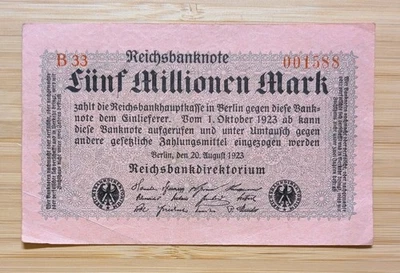 B 33
Reichsbanknote
001588
Fünf Millionen Mark
zahlt die Reichsbankhauptkasse in Berlin gegen diese Bank-
note dem Einlieferer. Vom 1. Oktober 1923 ab kann
diese Banknote aufgerufen und unter Umtausch gegen
andere gesetzliche Zahlungsmittel eingezogen werden
Berlin, den 20. August 1923
Reichsbankdirektorium